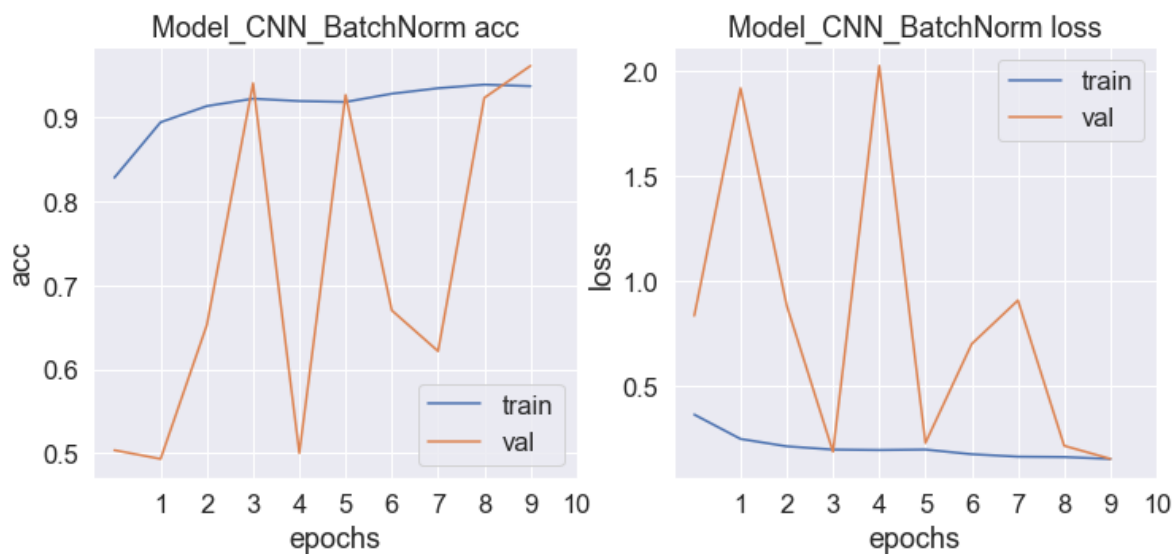 Model_CNN_BatchNorm acc
acc
0.9
0.8
0.7
0.6
0.5
train
val
1 2 3 4 5 6 7 8 9 10
epochs
Model_CNN_BatchNorm loss
loss
2.0
1.5
1.0
0.5
train
val
1 2 3 4 5 6 7 8 9 10
epochs